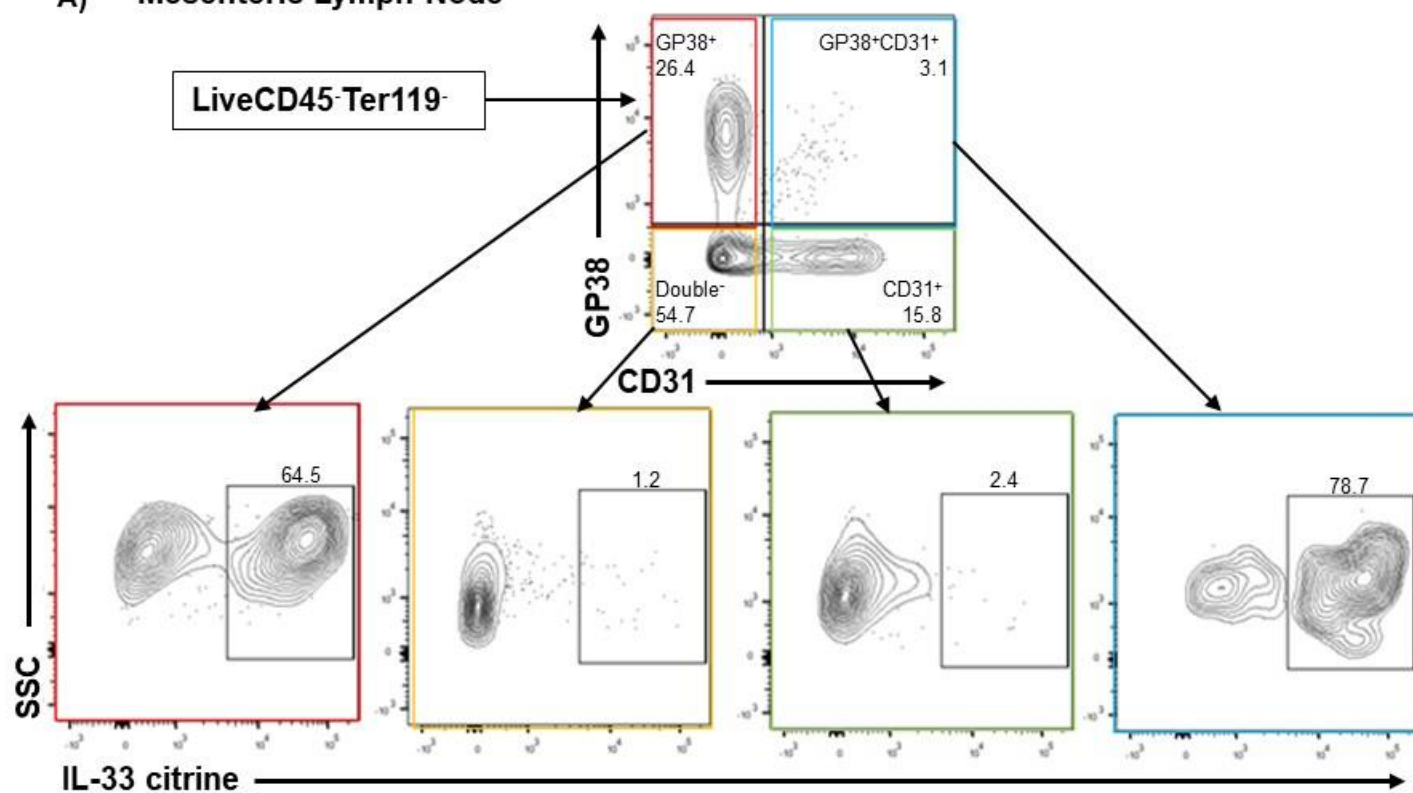 A) Mesenteric Lymph Node
LiveCD45-Ter119-
GP38+
26.4
GP38+CD31+
3.1
Double-
54.7
CD31+
15.8
GP38
CD31
64.5
1.2
2.4
78.7
SSC
IL-33 citrine